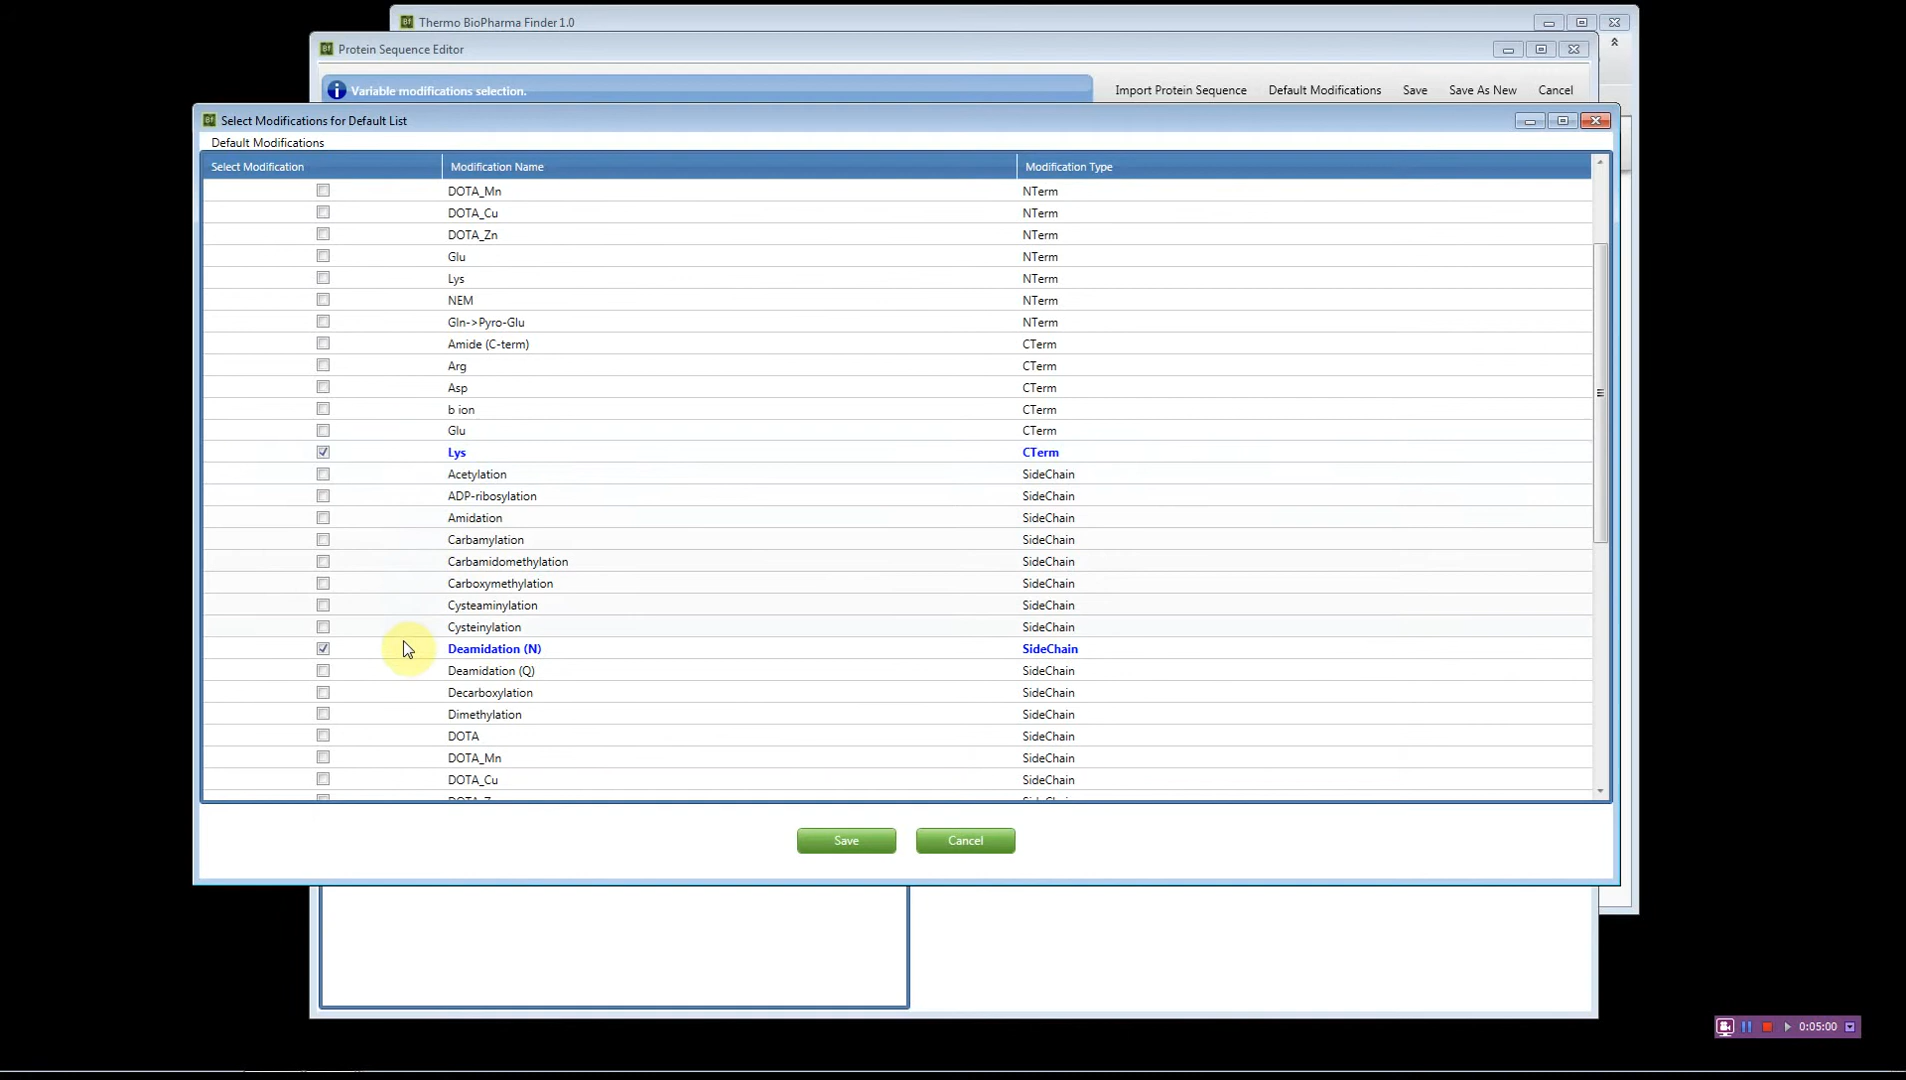 Thermo BioPharma Finder 1.0
Protein Sequence Editor
Variable modifications selection.
Import Protein Sequence Default Modifications Save Save As New Cancel
Select Modifications for Default List
Default Modifications
Select Modification Modification Name Modification Type
DOTA_Mn NTerm
DOTA_Cu NTerm
DOTA_Zn NTerm
Glu NTerm
Lys NTerm
NEM NTerm
Gln->Pyro-Glu NTerm
Amide (C-term) CTerm
Arg CTerm
Asp CTerm
b ion CTerm
Glu CTerm
Lys CTerm
Acetylation SideChain
ADP-ribosylation SideChain
Amidation SideChain
Carbamylation SideChain
Carbamidomethylation SideChain
Carboxymethylation SideChain
Cysteaminylation SideChain
Cysteinylation SideChain
Deamidation (N) SideChain
Deamidation (Q) SideChain
Decarboxylation SideChain
Dimethylation SideChain
DOTA SideChain
DOTA_Mn SideChain
DOTA_Cu SideChain
Save Cancel
0:05:00